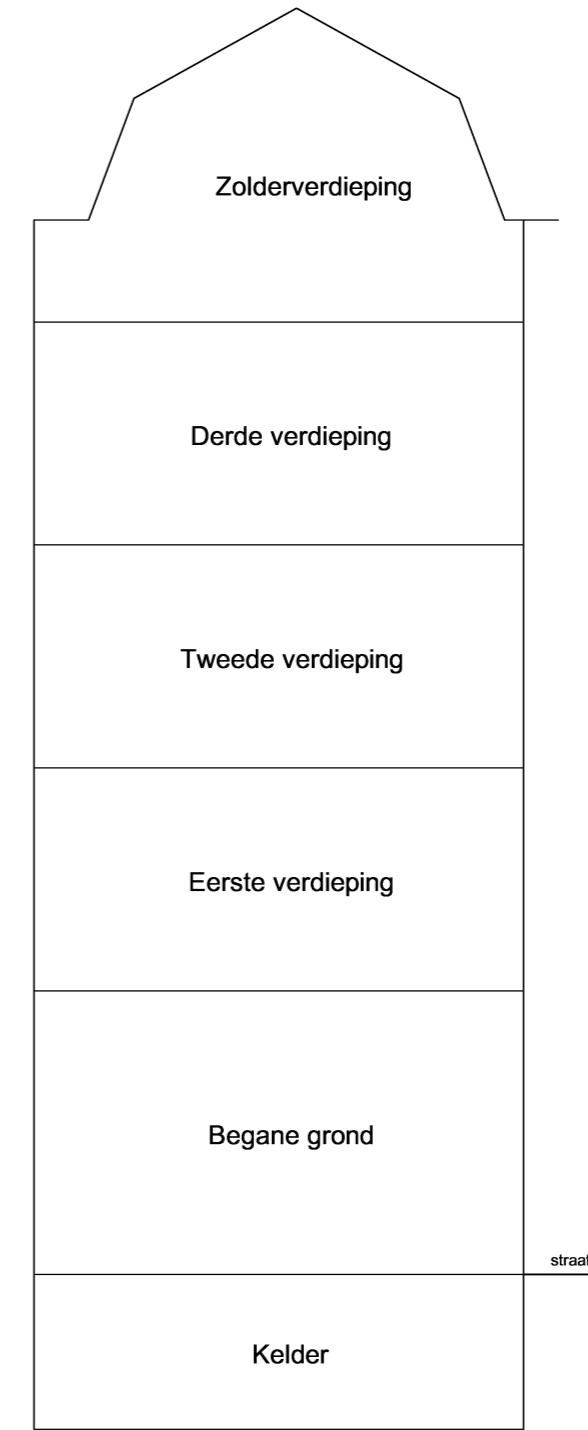 Zolderverdieping
Derde verdieping
Tweede verdieping
Eerste verdieping
Begane grond
straat
Kelder